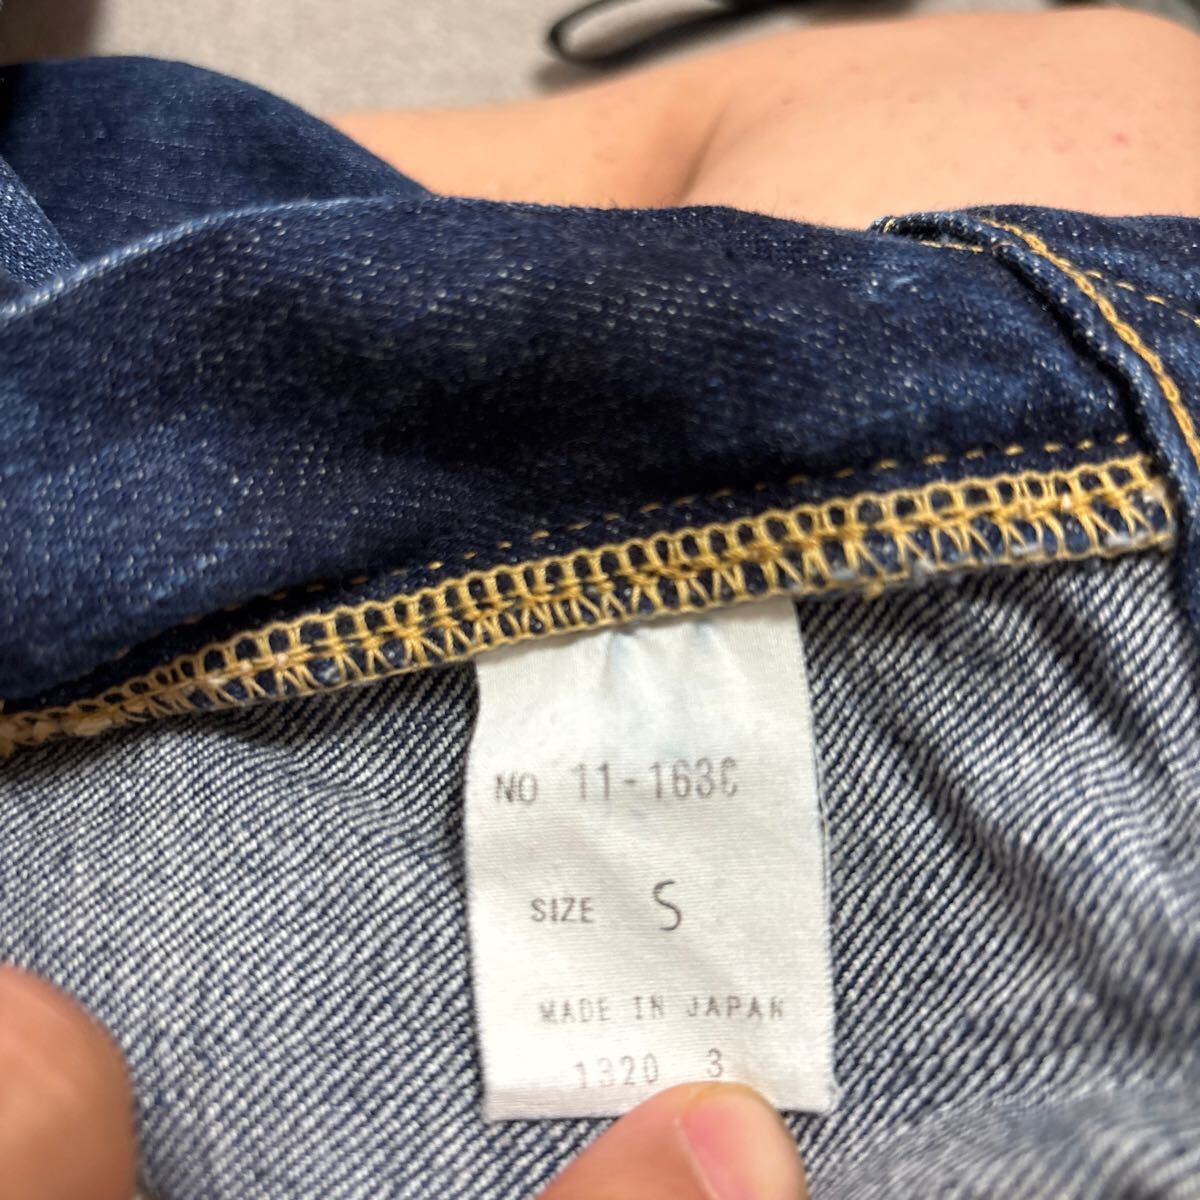 NO 11-163C
SIZE S
MADE IN JAPAN
1320 3